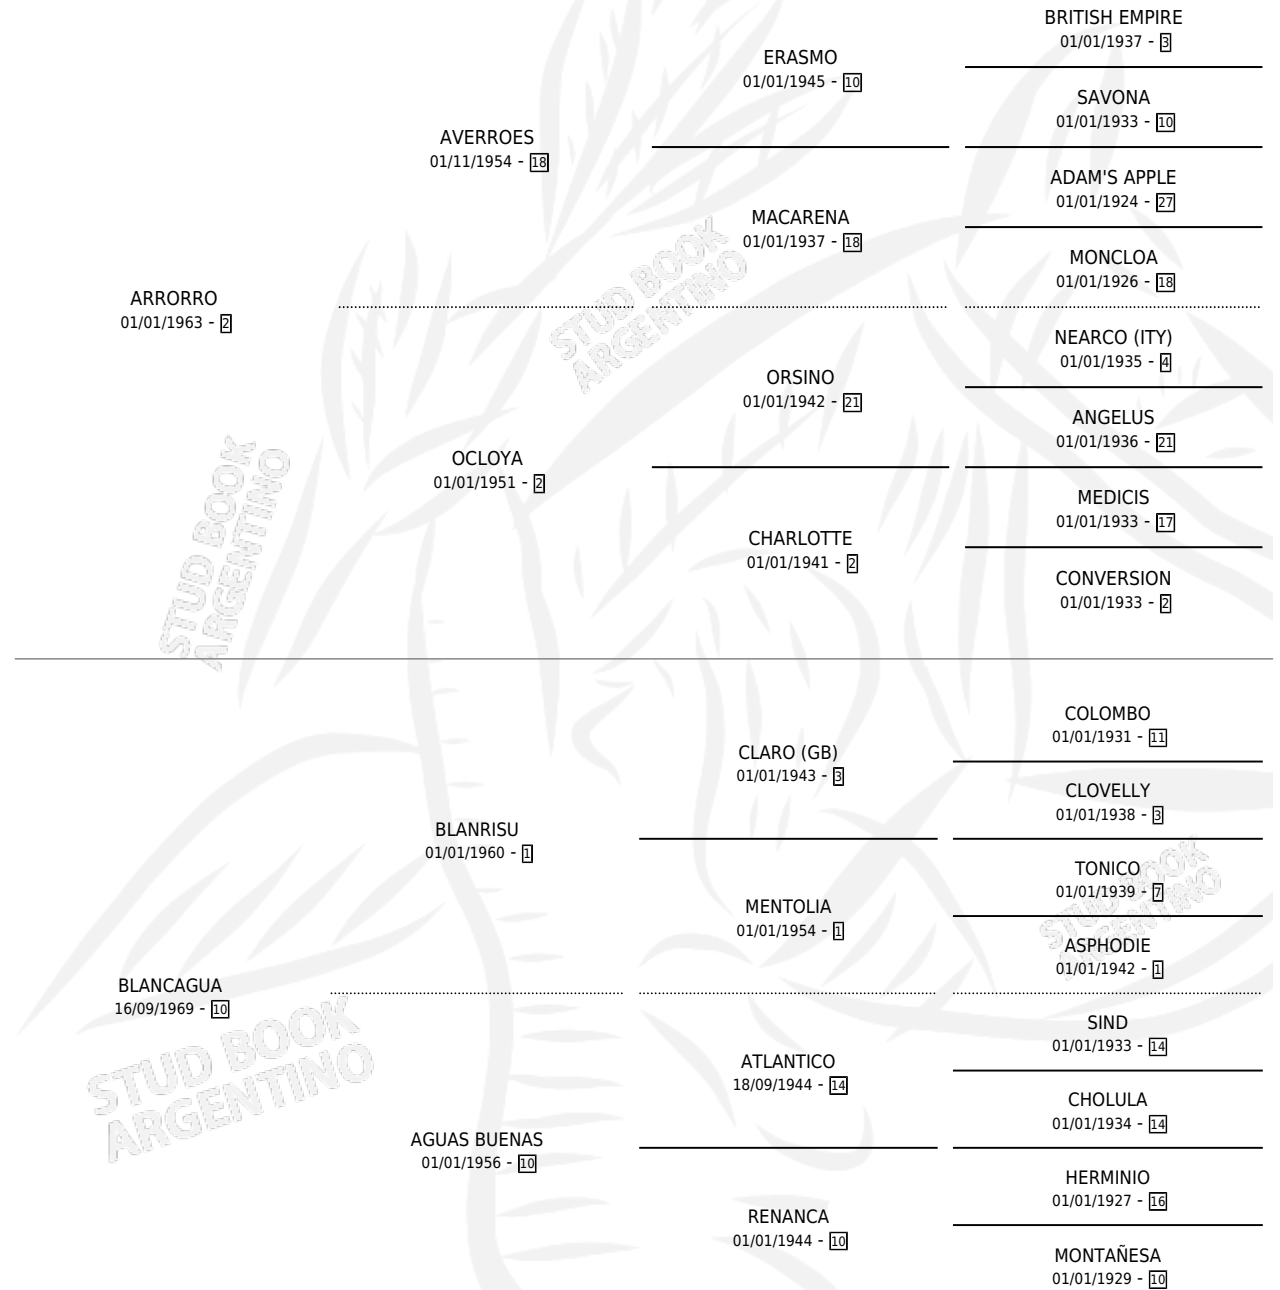 BRITISH EMPIRE
01/01/1937 - 3
ERASMO
01/01/1945 - 10
SAVONA
01/01/1933 - 10
AVERROES
01/11/1954 - 18
ADAM'S APPLE
01/01/1924 - 27
MACARENA
01/01/1937 - 18
MONCLOA
01/01/1926 - 18
ARRORRO
01/01/1963 - 2
NEARCO (ITY)
01/01/1935 - 4
ORSINO
01/01/1942 - 21
ANGELUS
01/01/1936 - 21
OCLOYA
01/01/1951 - 2
MEDICIS
01/01/1933 - 17
CHARLOTTE
01/01/1941 - 2
CONVERSION
01/01/1933 - 2
COLOMBO
01/01/1931 - 11
CLARO (GB)
01/01/1943 - 3
CLOVELLY
01/01/1938 - 3
BLANRISU
01/01/1960 - 1
TONICO
01/01/1939 - 7
MENTOLIA
01/01/1954 - 1
ASPHODIE
01/01/1942 - 1
BLANCAGUA
16/09/1969 - 10
SIND
01/01/1933 - 14
ATLANTICO
18/09/1944 - 14
CHOLULA
01/01/1934 - 14
AGUAS BUENAS
01/01/1956 - 10
HERMINIO
01/01/1927 - 16
RENANCA
01/01/1944 - 10
MONTAÑESA
01/01/1929 - 10
STUD BOOK
ARGENTINO
STUD BOOK
ARGENTINO
STUD BOOK
ARGENTINO
STUD BOOK
ARGENTINO